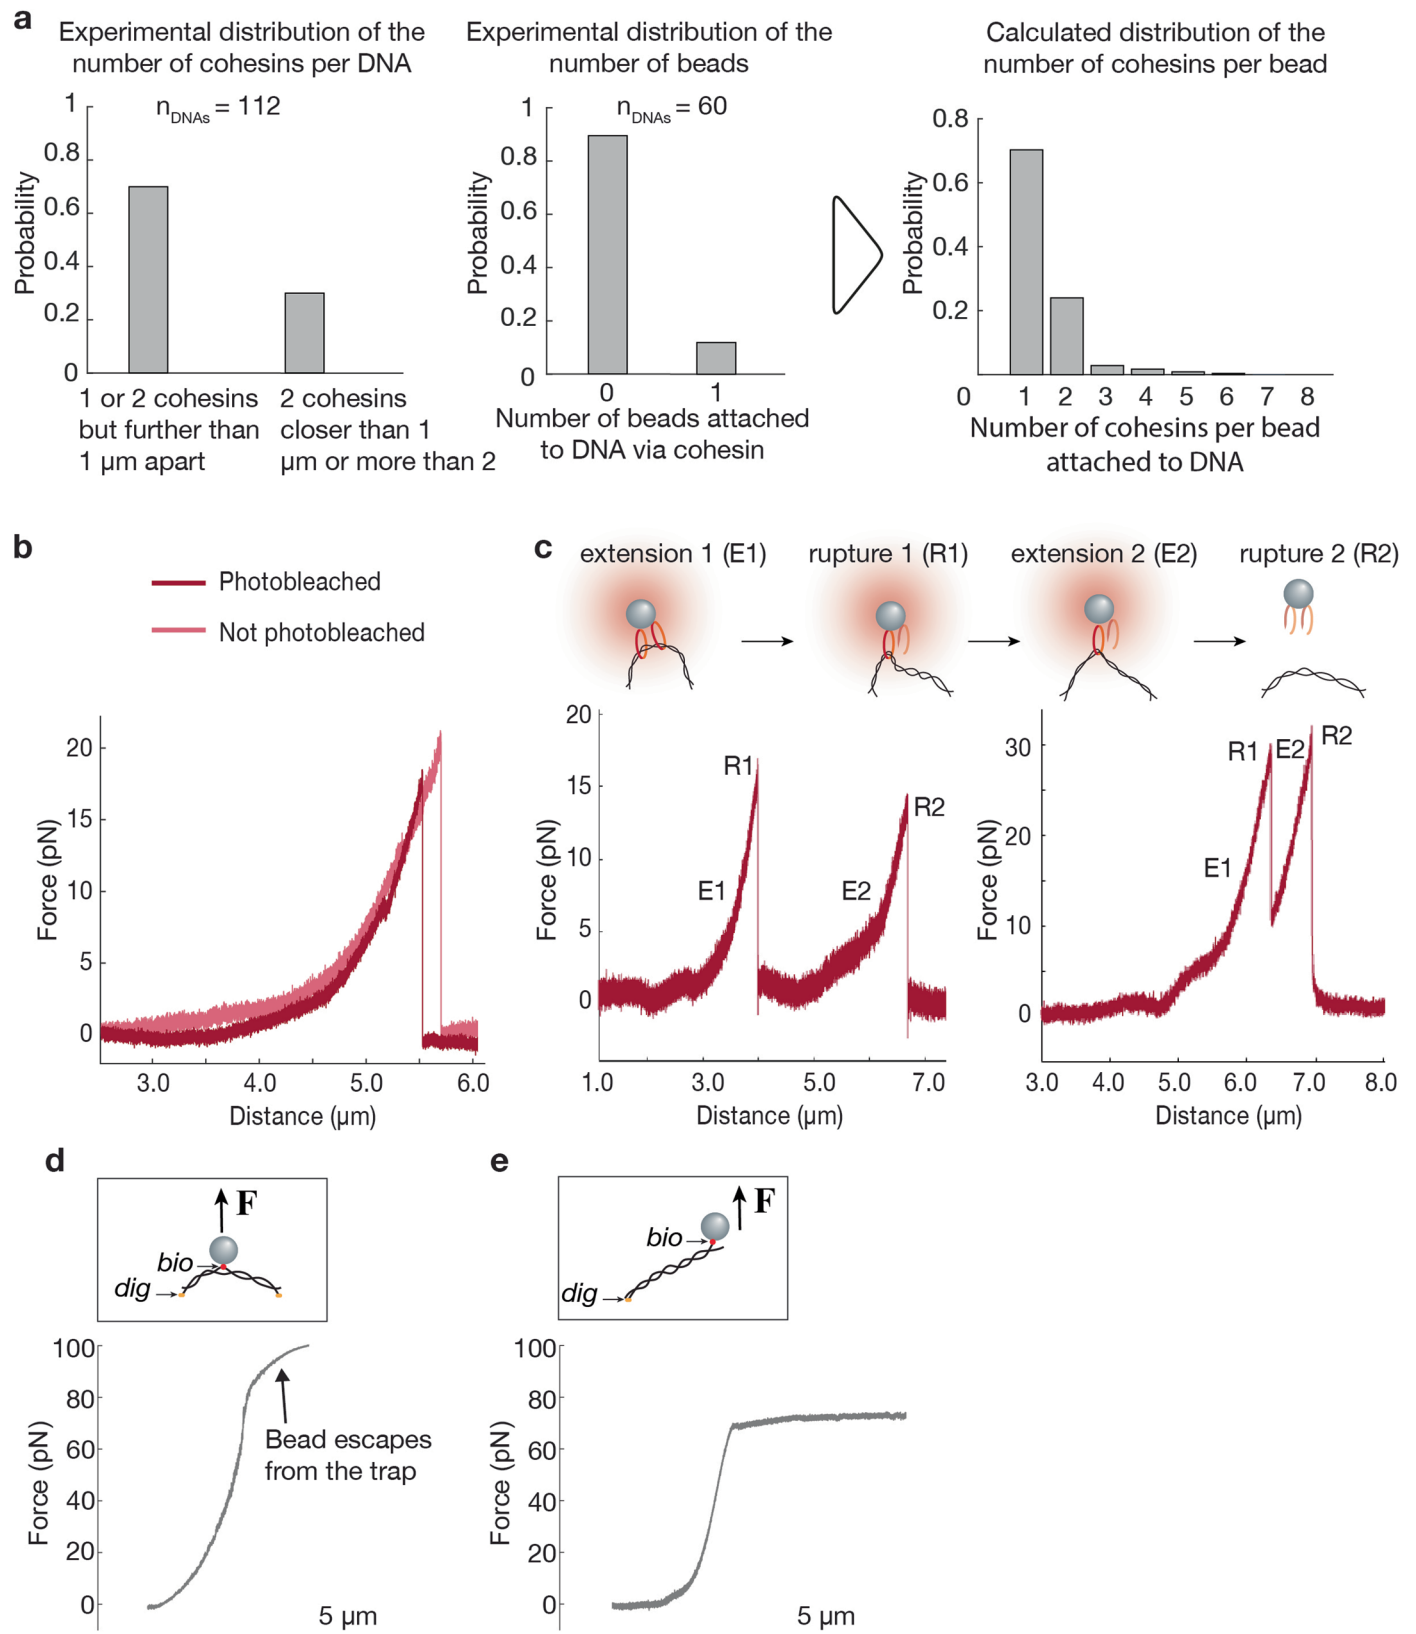 a
Experimental distribution of the
number of cohesins per DNA
nDNAs = 112
1
0.8
0.6
0.4
0.2
0
Probability
1 or 2 cohesins
but further than
1 µm apart
2 cohesins
closer than 1
µm or more than 2
Experimental distribution of the
number of beads
nDNAs = 60
1
0.8
0.6
0.4
0.2
0
Probability
0 1
Number of beads attached
to DNA via cohesin
Calculated distribution of the
number of cohesins per bead
0.8
0.6
0.4
0.2
Probability
0 1 2 3 4 5 6 7 8
Number of cohesins per bead
attached to DNA
b
Photobleached
Not photobleached
20
15
10
5
0
Force (pN)
3.0 4.0 5.0 6.0
Distance (µm)
c
extension 1 (E1) rupture 1 (R1) extension 2 (E2) rupture 2 (R2)
20
15
10
5
0
Force (pN)
R1
E1
E2
R2
1.0 3.0 5.0 7.0
Distance (µm)
30
20
10
0
Force (pN)
R1 E2 R2
E1
3.0 4.0 5.0 6.0 7.0 8.0
Distance (µm)
d
F
bio
dig
100
80
60
40
20
0
Force (pN)
Bead escapes
from the trap
5 µm
e
F
bio
dig
100
80
60
40
20
0
Force (pN)
5 µm